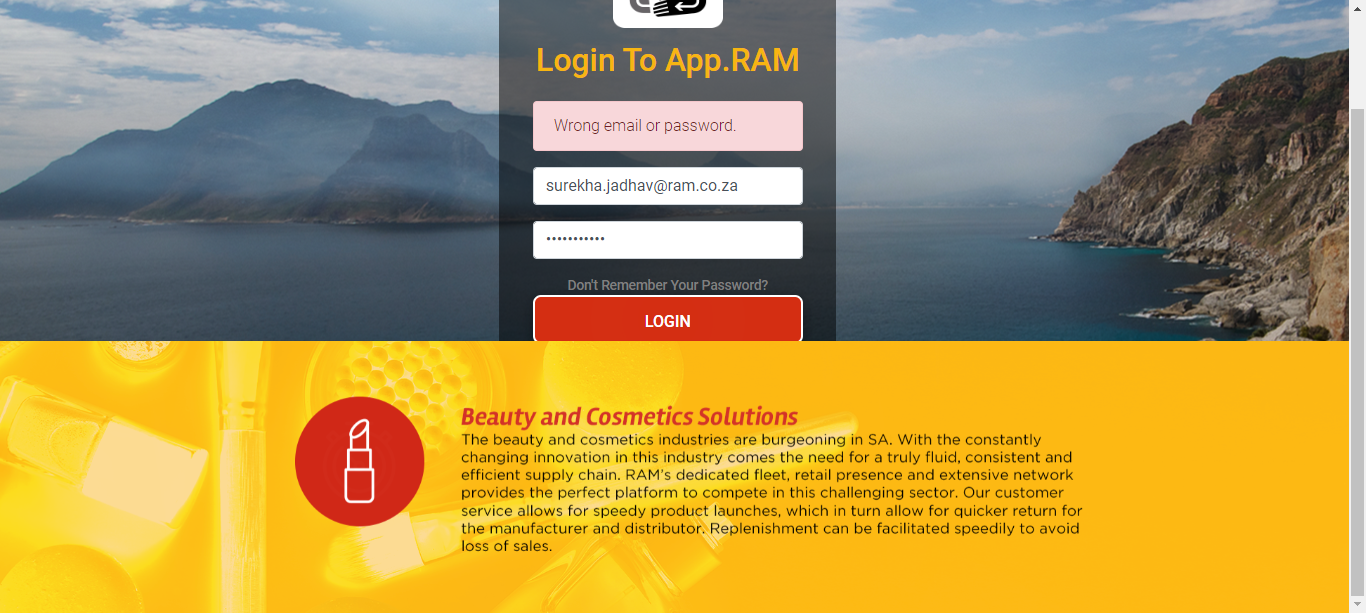 Login To App.RAM
Wrong email or password.
surekha.jadhav@ram.co.za
•••••••••••
Don't Remember Your Password?
LOGIN
Beauty and Cosmetics Solutions
The beauty and cosmetics industries are burgeoning in SA. With the constantly
changing innovation in this industry comes the need for a truly fluid, consistent and
efficient supply chain. RAM's dedicated fleet, retail presence and extensive network
provides the perfect platform to compete in this challenging sector. Our customer
service allows for speedy product launches, which in turn allow for quicker return for
the manufacturer and distributor. Replenishment can be facilitated speedily to avoid
loss of sales.